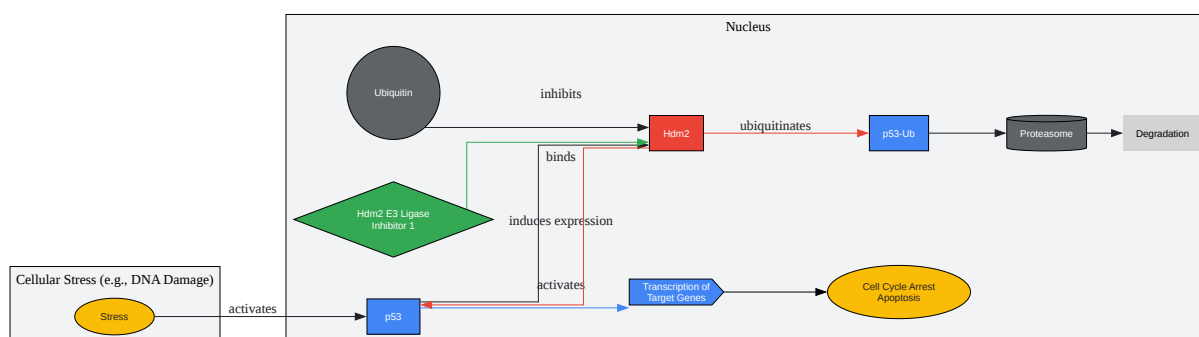 Nucleus
Ubiquitin
inhibits
Hdm2
ubiquitinates
p53-Ub
Proteasome
Degradation
binds
Hdm2 E3 Ligase
Inhibitor 1
induces expression
Cellular Stress (e.g., DNA Damage)
Stress
activates
p53
activates
Transcription of
Target Genes
Cell Cycle Arrest
Apoptosis